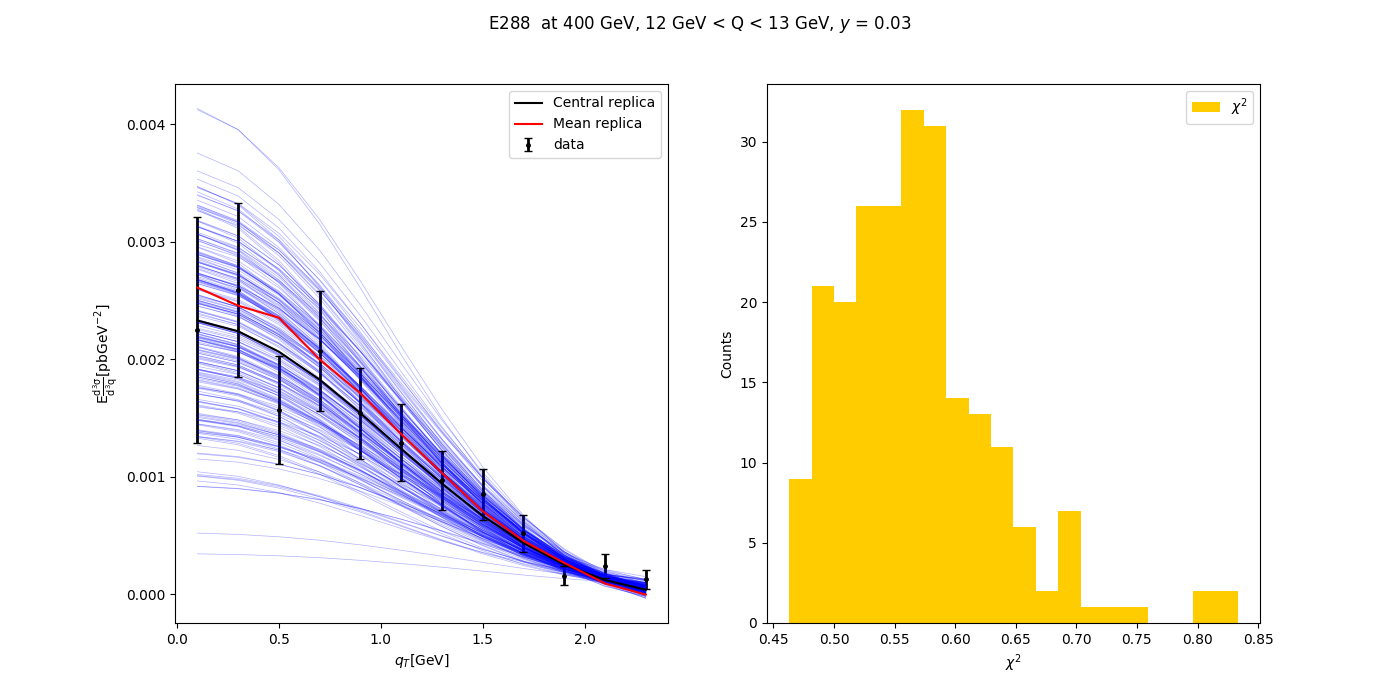 E288 at 400 GeV, 12 GeV < Q < 13 GeV, y = 0.03
Central replica
Mean replica
data
0.004
0.003
0.002
0.001
0.000
0.0
0.5
1.0
1.5
2.0
E d³σ/d³q [pbGeV⁻²]
q_T[GeV]
χ²
30
25
20
15
10
5
0
0.45
0.50
0.55
0.60
0.65
0.70
0.75
0.80
0.85
Counts
χ²